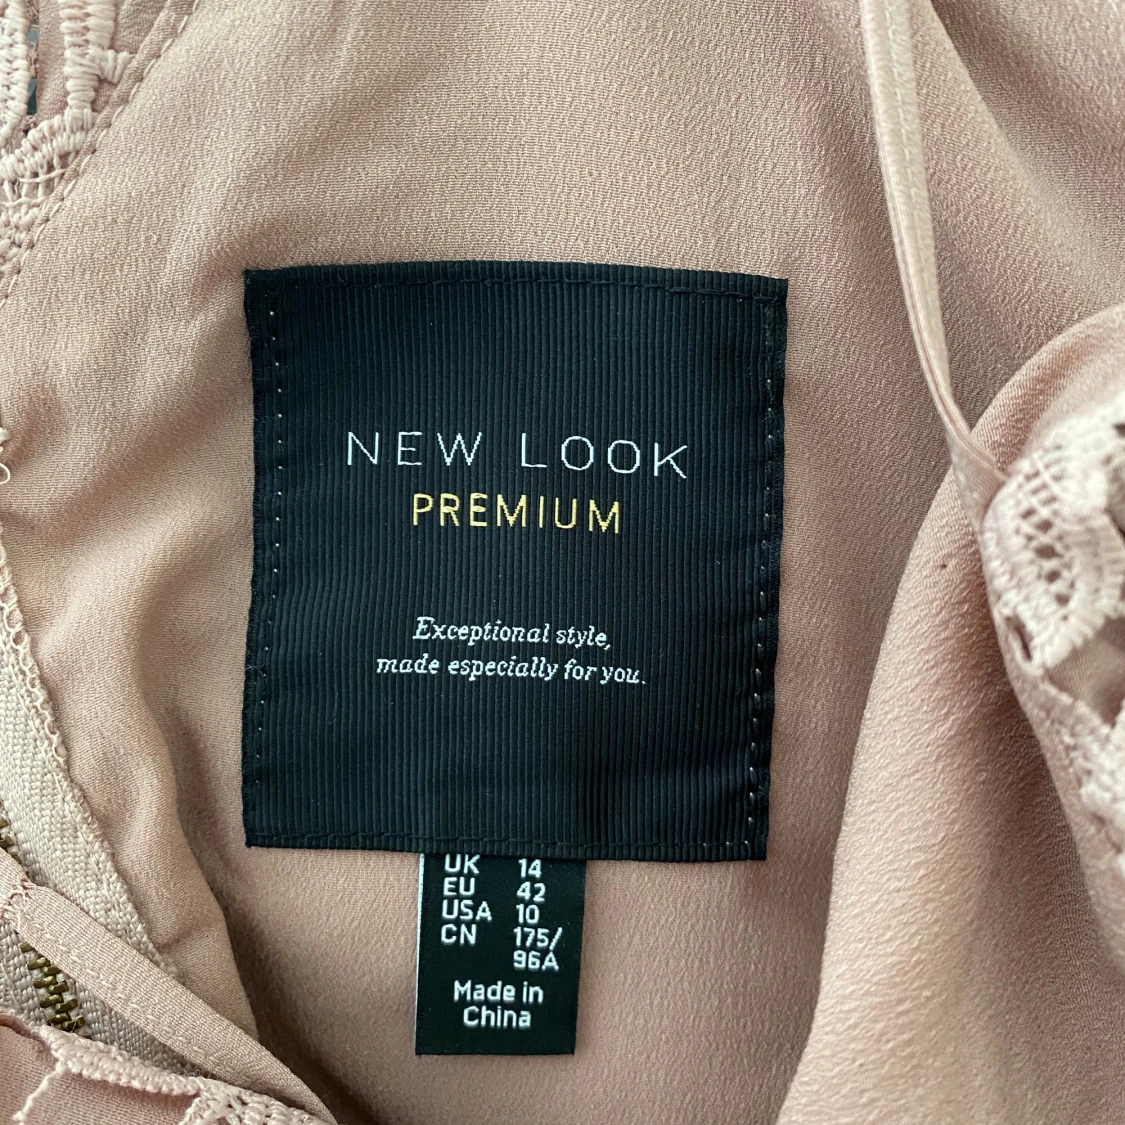 NEW LOOK
PREMIUM
Exceptional style,
made especially for you.
UK 14
EU 42
USA 10
CN 175/
96A
Made in
China